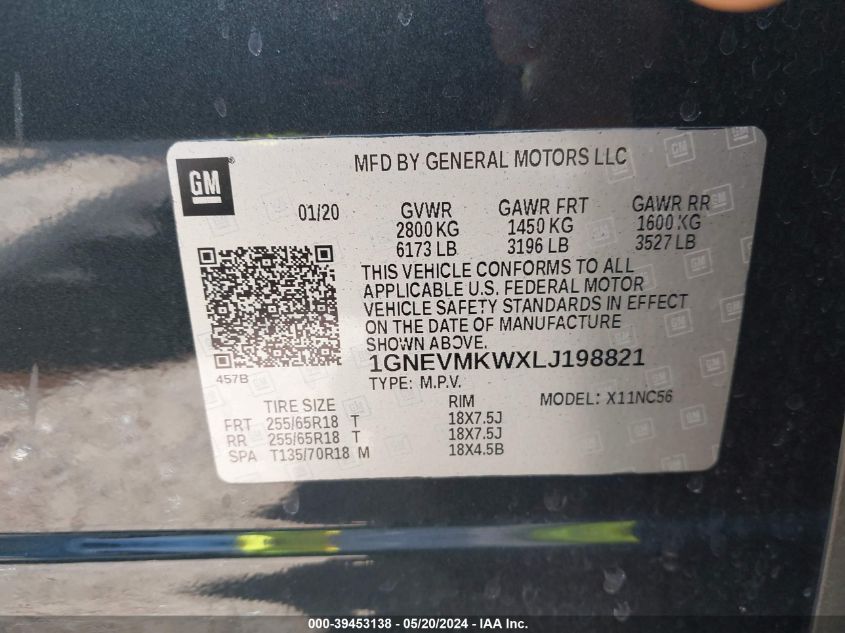 GM
MFD BY GENERAL MOTORS LLC
01/20 GVWR GAWR FRT GAWR RR
2800 KG 1450 KG 1600 KG
6173 LB 3196 LB 3527 LB
THIS VEHICLE CONFORMS TO ALL
APPLICABLE U.S. FEDERAL MOTOR
VEHICLE SAFETY STANDARDS IN EFFECT
ON THE DATE OF MANUFACTURE
SHOWN ABOVE.
457B
1GNEVMKWXLJ198821
TYPE: M.P.V. MODEL: X11NC56
TIRE SIZE RIM
FRT 255/65R18 T 18X7.5J
RR 255/65R18 T 18X7.5J
SPA T135/70R18 M 18X4.5B
000-39453138 - 05/20/2024 - IAA Inc.